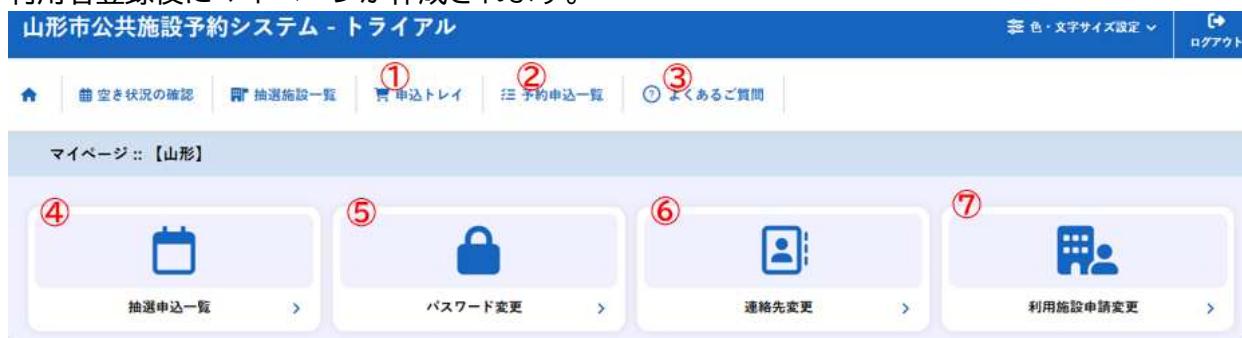 利用者登録後にマイページが作成されます。
山形市公共施設予約システム - トライアル
色・文字サイズ設定
ログアウト
① ② ③
空き状況の確認 抽選施設一覧 申込トレイ 予約申込一覧 よくあるご質問
マイページ :: 【山形】
④ ⑤ ⑥ ⑦
抽選申込一覧 パスワード変更 連絡先変更 利用施設申請変更